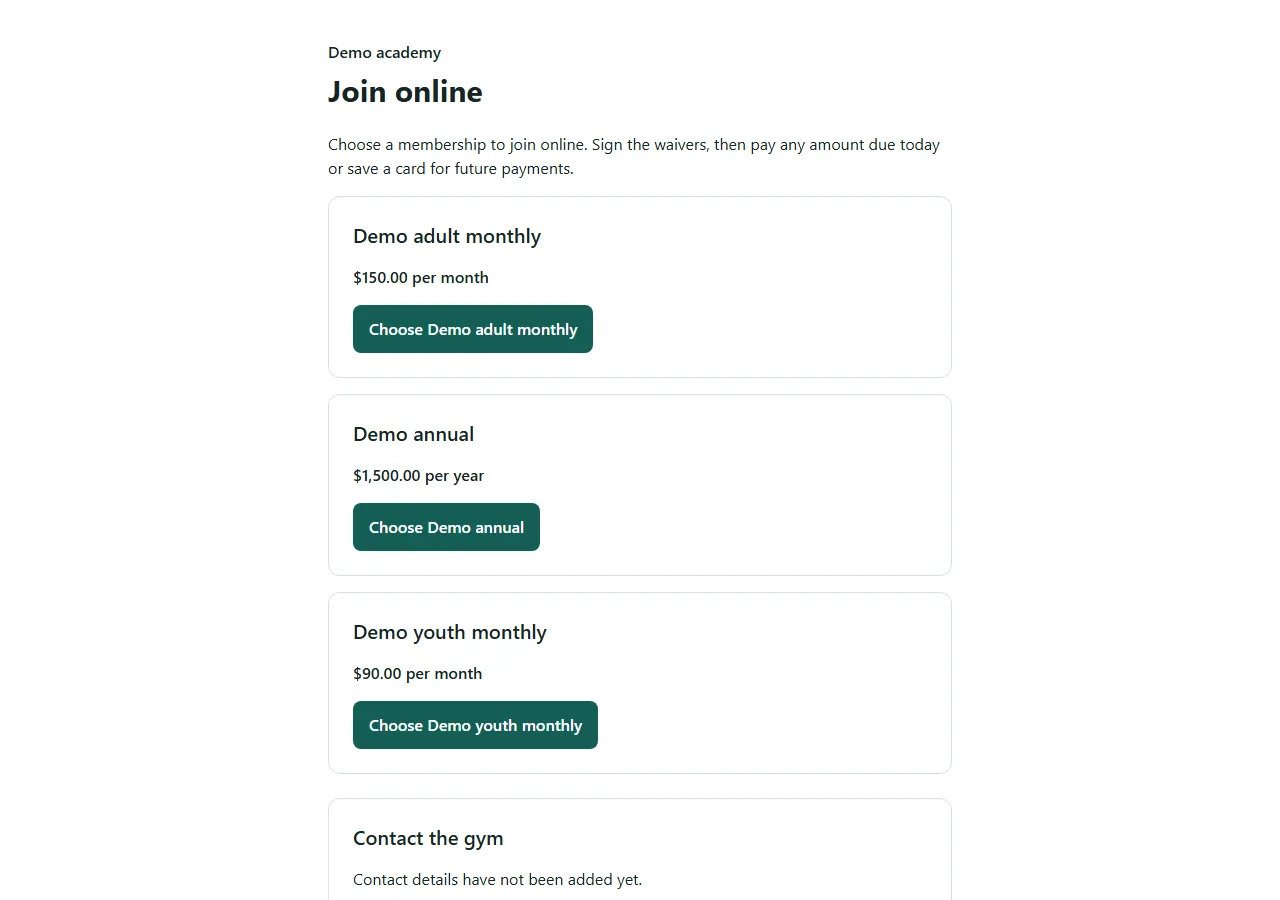 Demo academy
Join online
Choose a membership to join online. Sign the waivers, then pay any amount due today
or save a card for future payments.
Demo adult monthly
$150.00 per month
Choose Demo adult monthly
Demo annual
$1,500.00 per year
Choose Demo annual
Demo youth monthly
$90.00 per month
Choose Demo youth monthly
Contact the gym
Contact details have not been added yet.